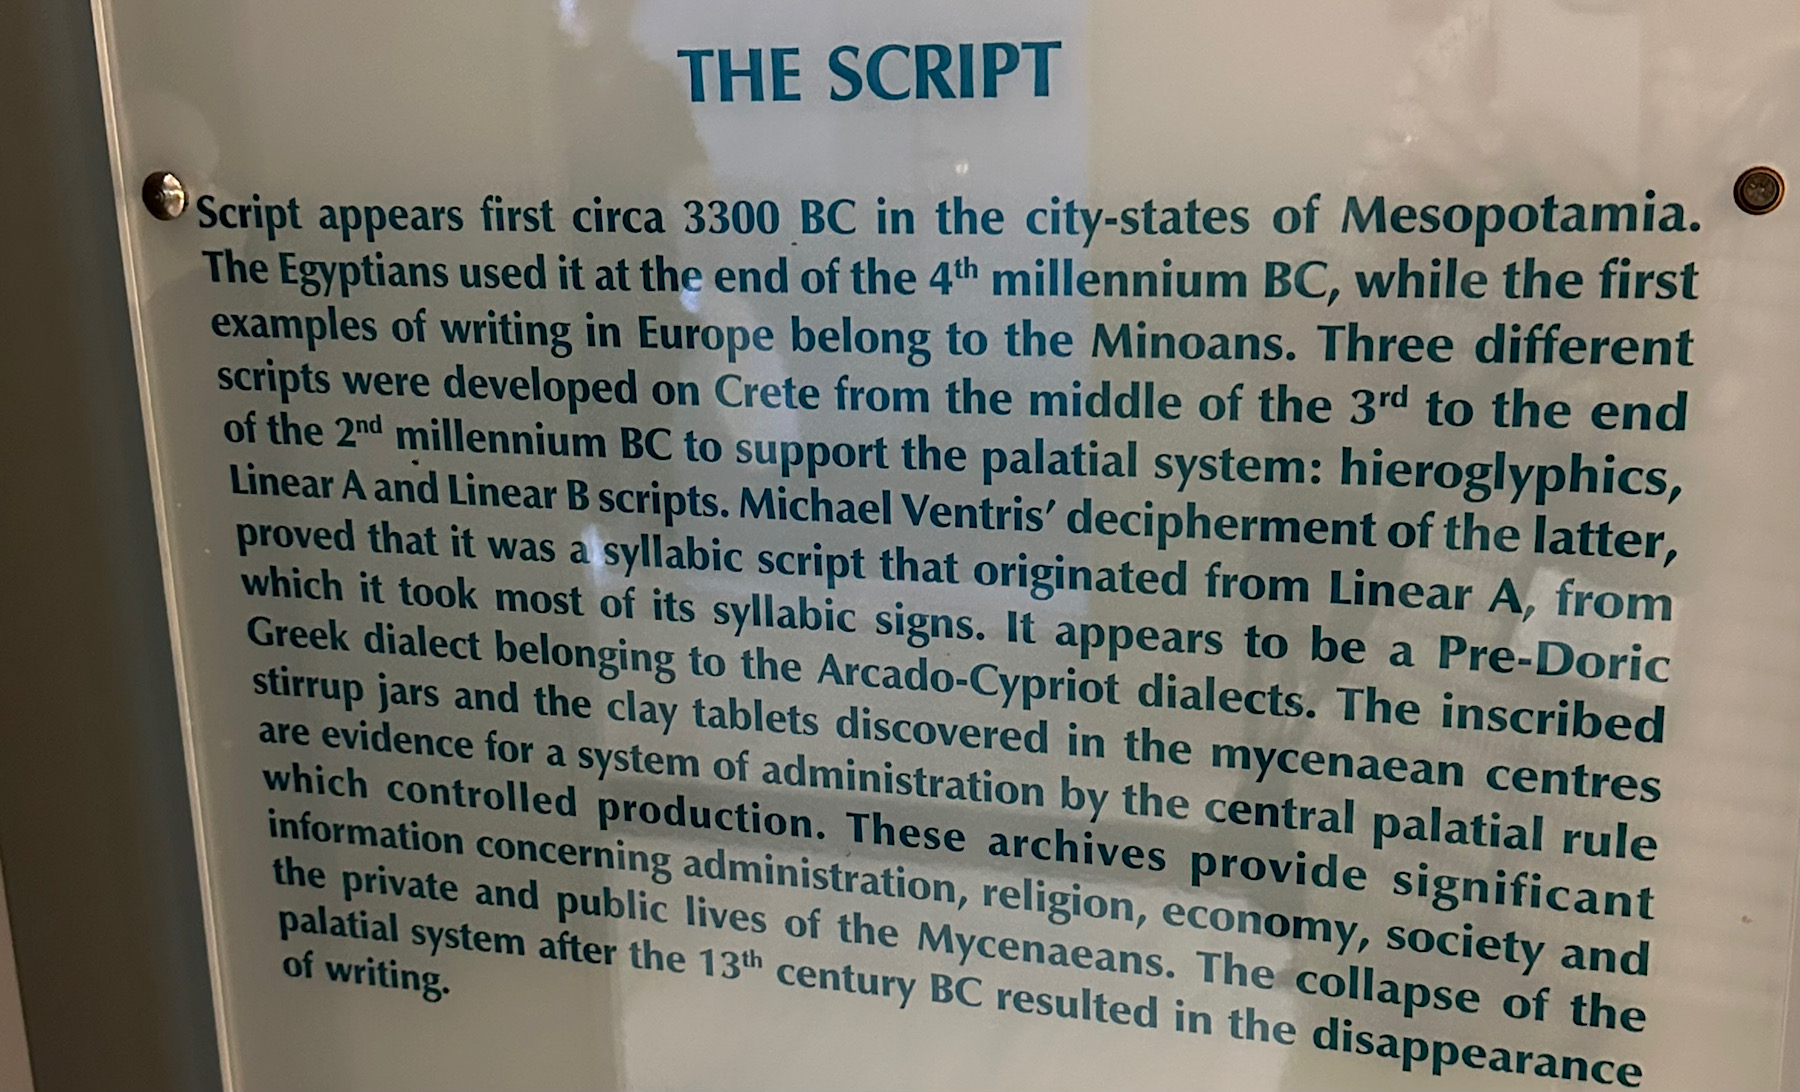 THE SCRIPT
Script appears first circa 3300 BC in the city-states of Mesopotamia.
The Egyptians used it at the end of the 4th millennium BC, while the first
examples of writing in Europe belong to the Minoans. Three different
scripts were developed on Crete from the middle of the 3rd to the end
of the 2nd millennium BC to support the palatial system: hieroglyphics,
Linear A and Linear B scripts. Michael Ventris’ decipherment of the latter,
proved that it was a syllabic script that originated from Linear A, from
which it took most of its syllabic signs. It appears to be a Pre-Doric
Greek dialect belonging to the Arcado-Cypriot dialects. The inscribed
stirrup jars and the clay tablets discovered in the mycenaean centres
are evidence for a system of administration by the central palatial rule
which controlled production. These archives provide significant
information concerning administration, religion, economy, society and
the private and public lives of the Mycenaeans. The collapse of the
palatial system after the 13th century BC resulted in the disappearance
of writing.